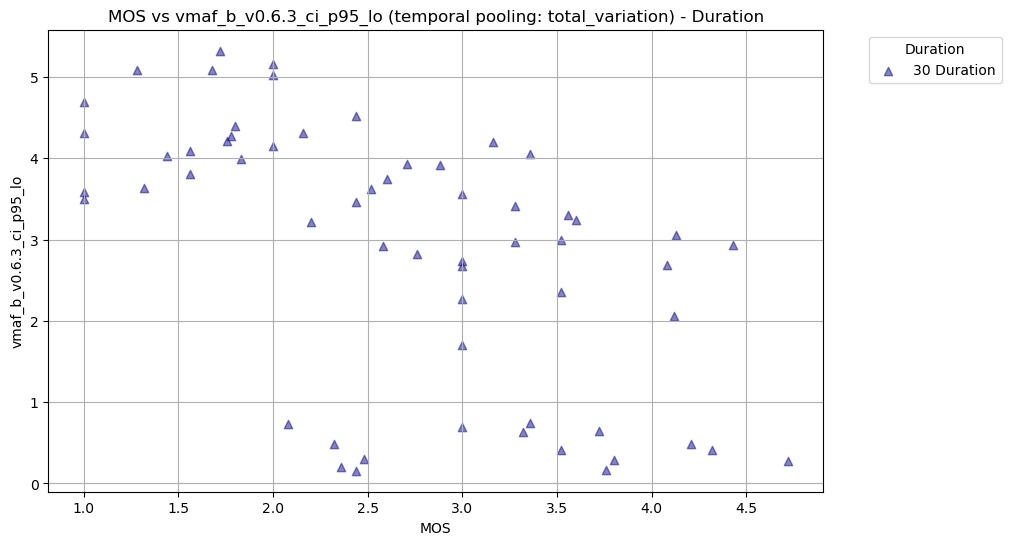 MOS vs vmaf_b_v0.6.3_ci_p95_lo (temporal pooling: total_variation) - Duration
Duration
30 Duration
vmaf_b_v0.6.3_ci_p95_lo
5
4
3
2
1
0
1.0 1.5 2.0 2.5 3.0 3.5 4.0 4.5
MOS